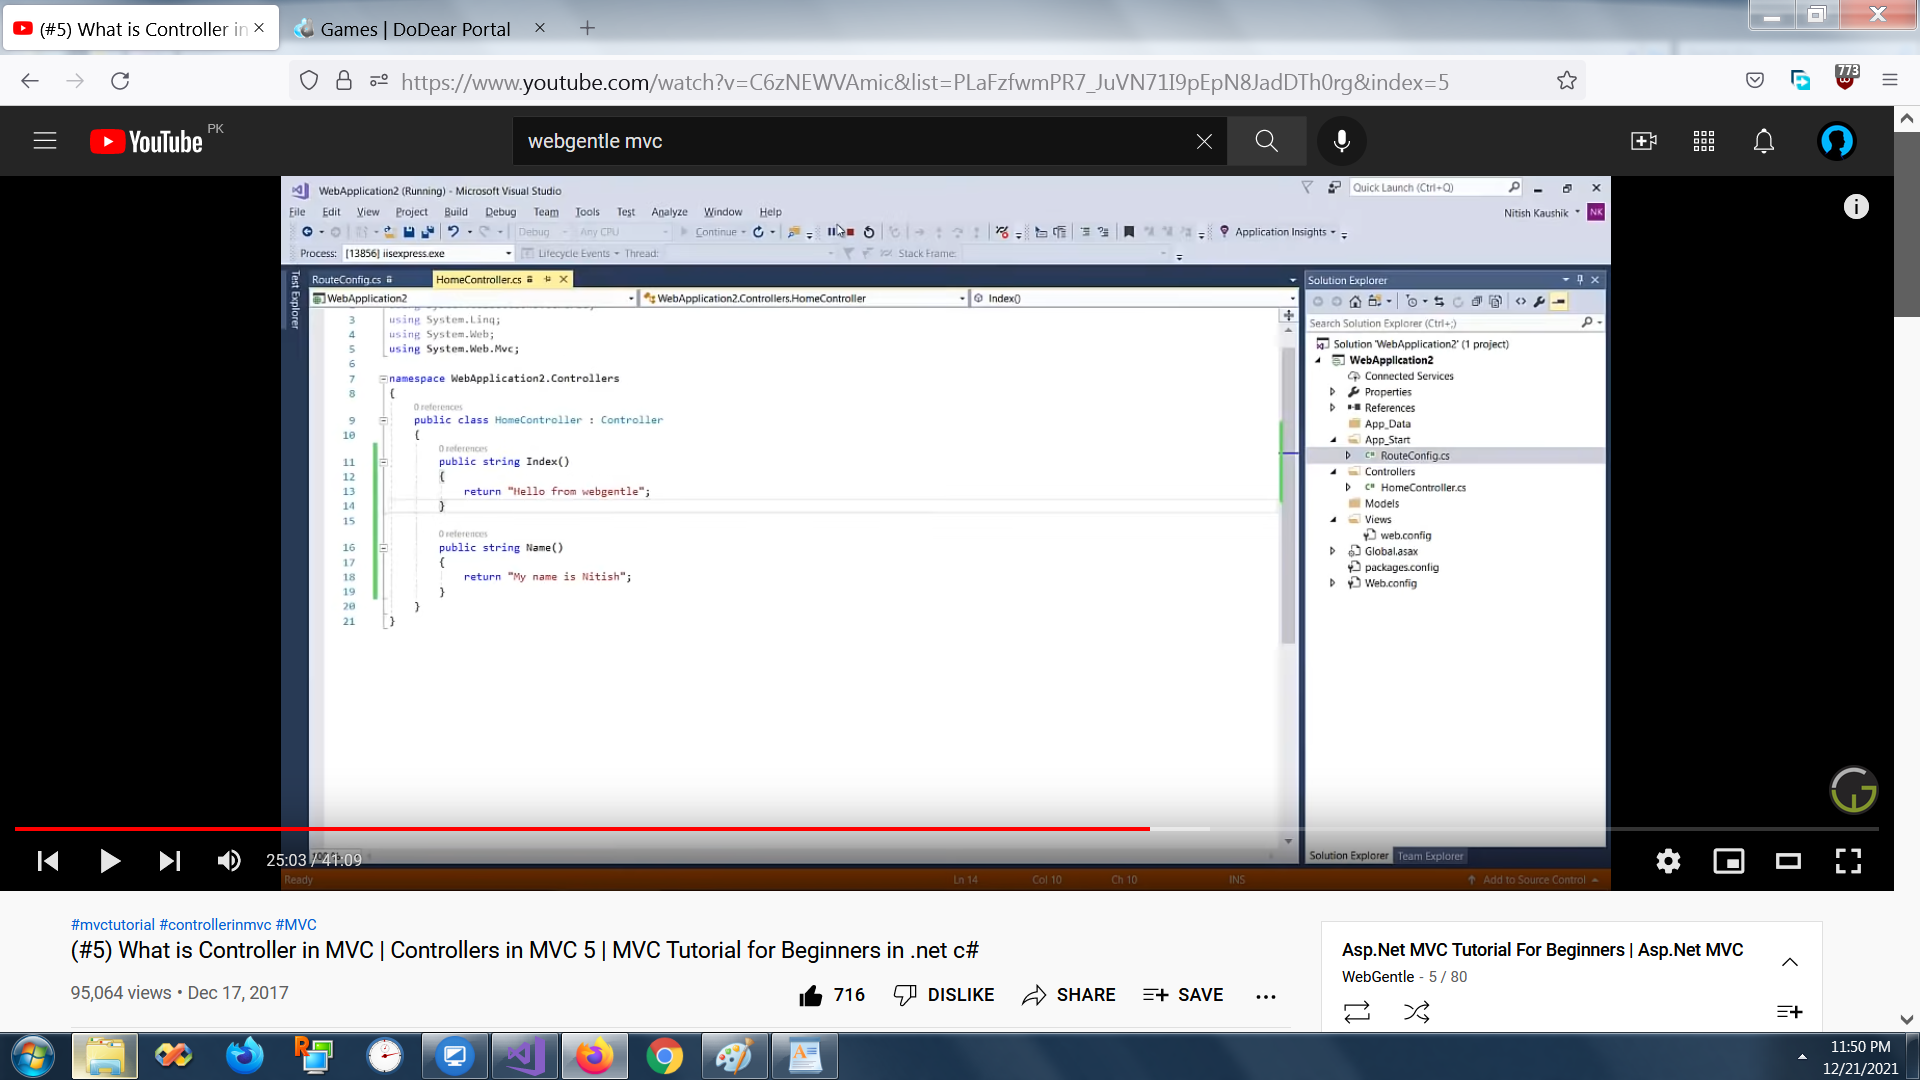 (#5) What is Controller in
Games | DoDear Portal
https://www.youtube.com/watch?v=C6zNEWVAmic&list=PLaFzfwmPR7_JuVN71I9pEpN8JadDTh0rg&index=5
773
YouTube PK
webgentle mvc
WebApplication2 (Running) - Microsoft Visual Studio
Quick Launch (Ctrl+Q)
File Edit View Project Build Debug Team Tools Test Analyze Window Help
Nitish Kaushik NK
Debug Any CPU Continue Application Insights
Process: [13856] iisexpress.exe Lifecycle Events Thread: Stack Frame:
Test Explorer
RouteConfig.cs HomeController.cs
WebApplication2 WebApplication2.Controllers.HomeController Index()
3 using System.Linq;
4 using System.Web;
5 using System.Web.Mvc;
6
7 namespace WebApplication2.Controllers
8 {
0 references
9 public class HomeController : Controller
10 {
0 references
11 public string Index()
12 {
13 return "Hello from webgentle";
14 }
15
0 references
16 public string Name()
17 {
18 return "My name is Nitish";
19 }
20 }
21 }
Solution Explorer
Search Solution Explorer (Ctrl+;)
Solution 'WebApplication2' (1 project)
WebApplication2
Connected Services
Properties
References
App_Data
App_Start
RouteConfig.cs
Controllers
HomeController.cs
Models
Views
web.config
Global.asax
packages.config
Web.config
Solution Explorer Team Explorer
25:03 / 41:09
Ready Ln 14 Col 10 Ch 10 INS Add to Source Control
#mvctutorial #controllerinmvc #MVC
(#5) What is Controller in MVC | Controllers in MVC 5 | MVC Tutorial for Beginners in .net c#
95,064 views • Dec 17, 2017
716 DISLIKE SHARE SAVE
Asp.Net MVC Tutorial For Beginners | Asp.Net MVC
WebGentle - 5 / 80
11:50 PM
12/21/2021